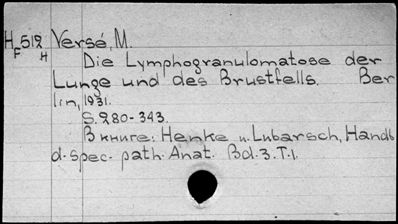 H 512 Versé, M.
F H
Die Lymphogranulomatose der
Lunge und des Brustfells. Ber
lin, 1931.
S. 280-343.
В книге: Henke u. Lubarsch, Handb
d. spec. path. Anat. Bd. 3. T. 1.